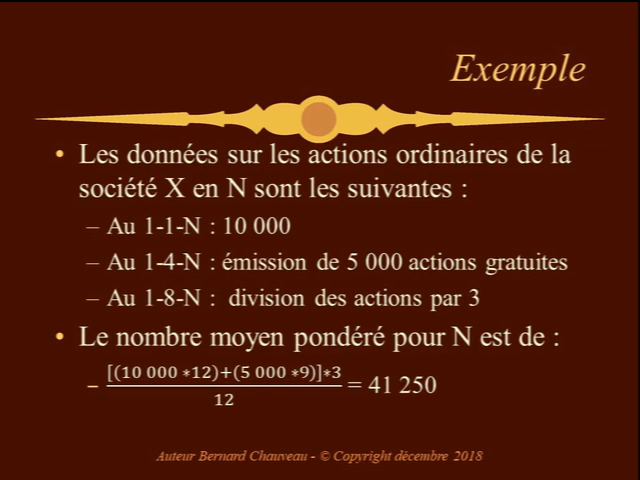 Exemple
• Les données sur les actions ordinaires de la
société X en N sont les suivantes :
– Au 1-1-N : 10 000
– Au 1-4-N : émission de 5 000 actions gratuites
– Au 1-8-N : division des actions par 3
• Le nombre moyen pondéré pour N est de :
– [(10 000 *12)+(5 000 *9)]*3 / 12 = 41 250
Auteur Bernard Chauveau - © Copyright décembre 2018